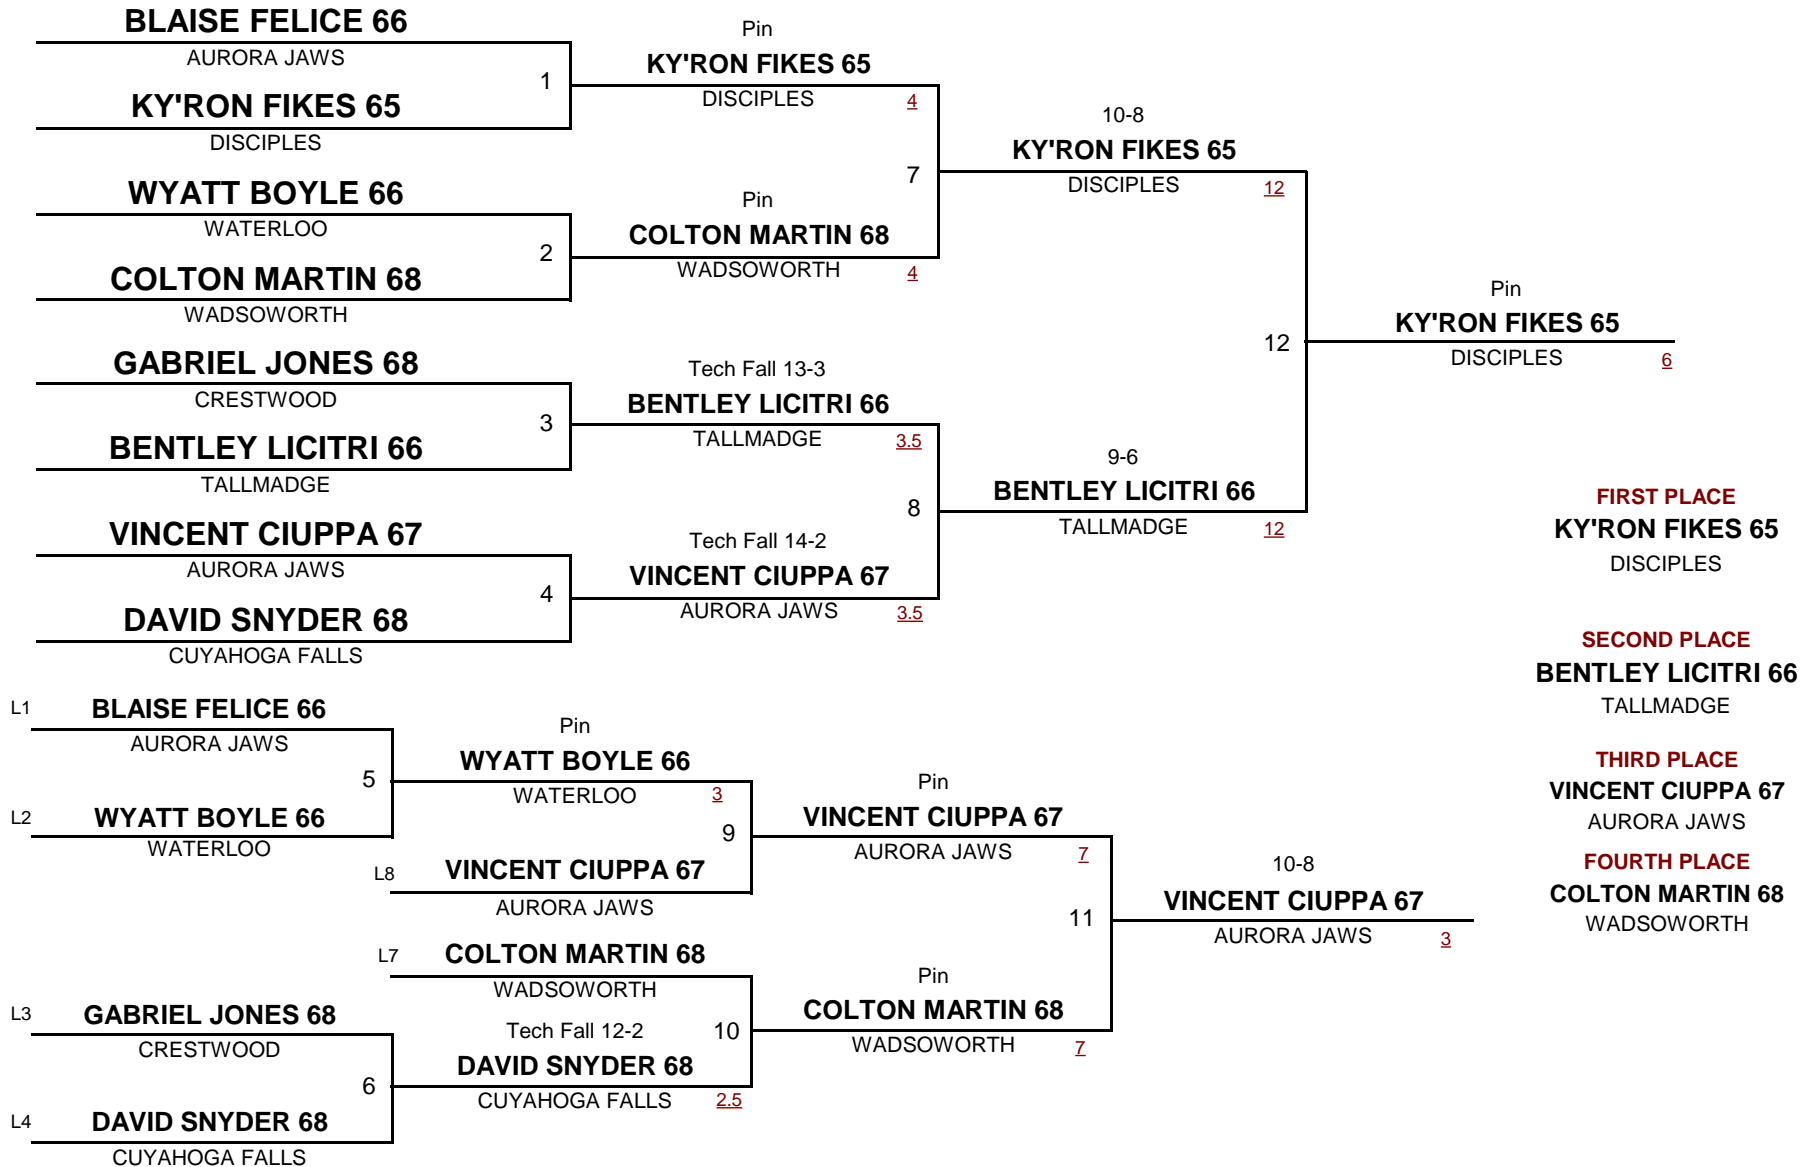 BLAISE FELICE 66
AURORA JAWS
1
KY'RON FIKES 65
DISCIPLES
WYATT BOYLE 66
WATERLOO
2
COLTON MARTIN 68
WADSOWORTH
GABRIEL JONES 68
CRESTWOOD
3
BENTLEY LICITRI 66
TALLMADGE
VINCENT CIUPPA 67
AURORA JAWS
4
DAVID SNYDER 68
CUYAHOGA FALLS
Pin
KY'RON FIKES 65
DISCIPLES 4
7
Pin
COLTON MARTIN 68
WADSOWORTH 4
Tech Fall 13-3
BENTLEY LICITRI 66
TALLMADGE 3.5
8
Tech Fall 14-2
VINCENT CIUPPA 67
AURORA JAWS 3.5
10-8
KY'RON FIKES 65
DISCIPLES 12
12
9-6
BENTLEY LICITRI 66
TALLMADGE 12
Pin
KY'RON FIKES 65
DISCIPLES 6
FIRST PLACE
KY'RON FIKES 65
DISCIPLES
SECOND PLACE
BENTLEY LICITRI 66
TALLMADGE
THIRD PLACE
VINCENT CIUPPA 67
AURORA JAWS
FOURTH PLACE
COLTON MARTIN 68
WADSOWORTH
L1 BLAISE FELICE 66
AURORA JAWS
5
L2 WYATT BOYLE 66
WATERLOO
L3 GABRIEL JONES 68
CRESTWOOD
6
L4 DAVID SNYDER 68
CUYAHOGA FALLS
Pin
WYATT BOYLE 66
WATERLOO 3
9
L8 VINCENT CIUPPA 67
AURORA JAWS
L7 COLTON MARTIN 68
WADSOWORTH
10
Tech Fall 12-2
DAVID SNYDER 68
CUYAHOGA FALLS 2.5
Pin
VINCENT CIUPPA 67
AURORA JAWS 7
11
Pin
COLTON MARTIN 68
WADSOWORTH 7
10-8
VINCENT CIUPPA 67
AURORA JAWS 3